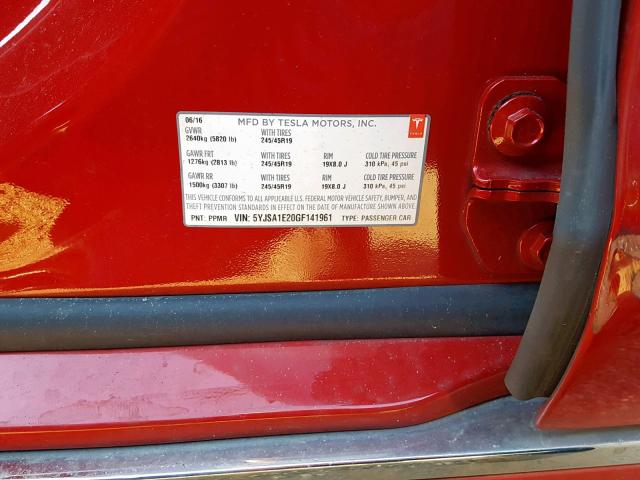 06/16 MFD BY TESLA MOTORS, INC.
GVWR WITH TIRES
2640kg (5820 lb) 245/45R19
GAWR FRT WITH TIRES RIM COLD TIRE PRESSURE
1276kg (2813 lb) 245/45R19 19X8.0 J 310 kPa, 45 psi
GAWR RR WITH TIRES RIM COLD TIRE PRESSURE
1500kg (3307 lb) 245/45R19 19X8.0 J 310 kPa, 45 psi
THIS VEHICLE CONFORMS TO ALL APPLICABLE U.S. FEDERAL MOTOR VEHICLE SAFETY, BUMPER, AND
THEFT PREVENTION STANDARDS IN EFFECT ON THE DATE OF MANUFACTURE SHOWN ABOVE.
PNT: PPMR VIN: 5YJSA1E20GF141961 TYPE: PASSENGER CAR
TESLA